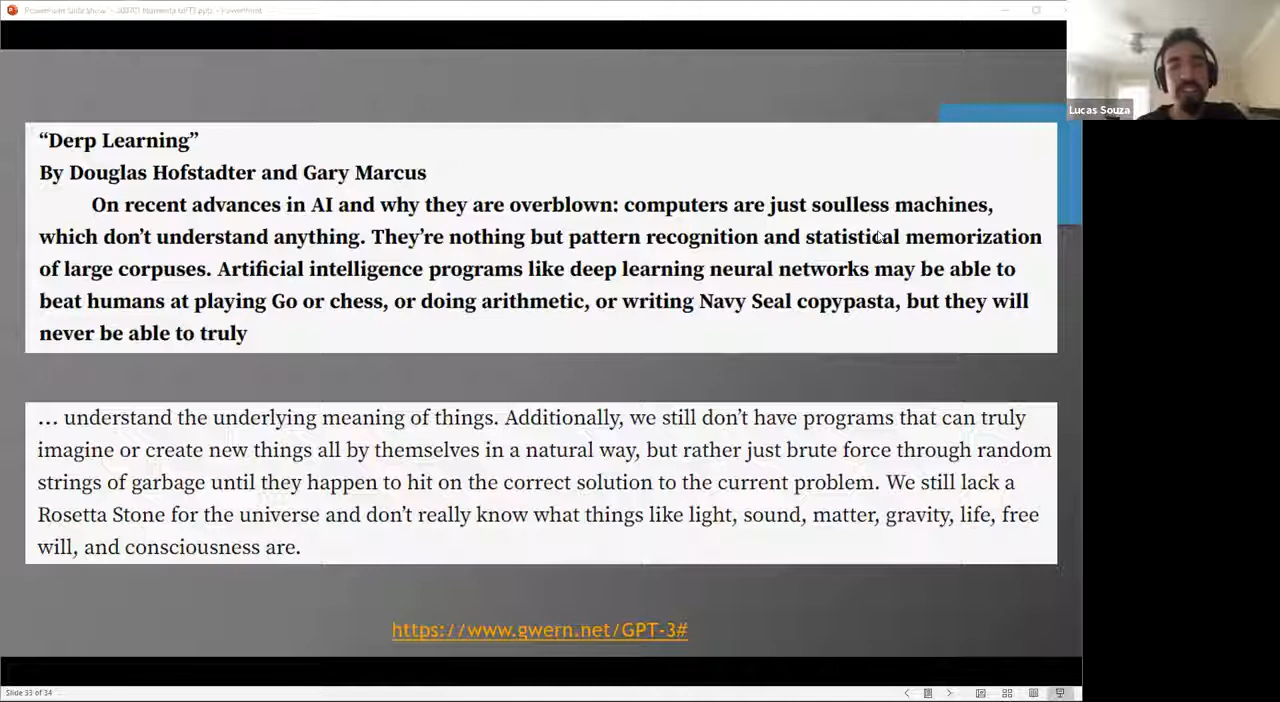 PowerPoint Slide Show - 200701 Numenta GPT3.pptx - PowerPoint
Lucas Souza
“Derp Learning”
By Douglas Hofstadter and Gary Marcus
On recent advances in AI and why they are overblown: computers are just soulless machines,
which don’t understand anything. They’re nothing but pattern recognition and statistical memorization
of large corpuses. Artificial intelligence programs like deep learning neural networks may be able to
beat humans at playing Go or chess, or doing arithmetic, or writing Navy Seal copypasta, but they will
never be able to truly
… understand the underlying meaning of things. Additionally, we still don’t have programs that can truly
imagine or create new things all by themselves in a natural way, but rather just brute force through random
strings of garbage until they happen to hit on the correct solution to the current problem. We still lack a
Rosetta Stone for the universe and don’t really know what things like light, sound, matter, gravity, life, free
will, and consciousness are.
https://www.gwern.net/GPT-3#
Slide 33 of 34